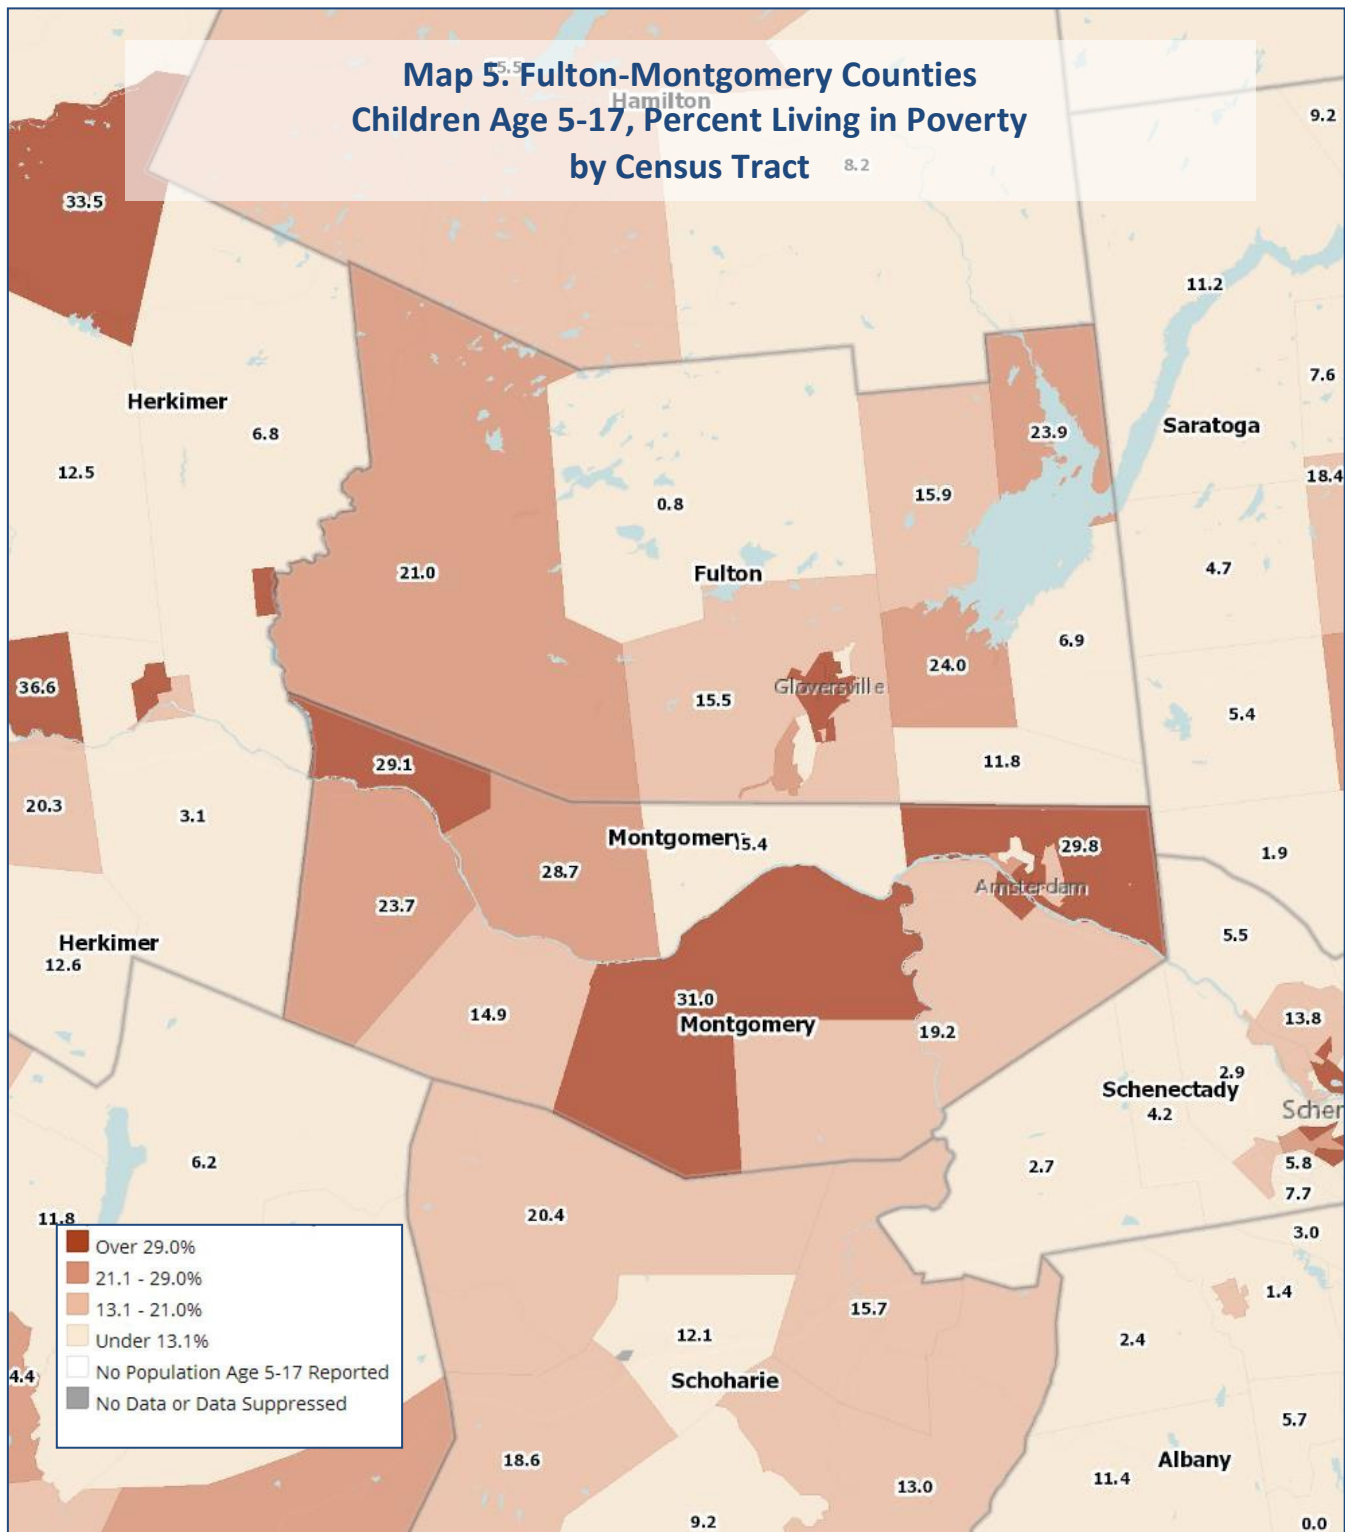 Map 5. Fulton-Montgomery Counties
Children Age 5-17, Percent Living in Poverty
by Census Tract
15.5
Hamilton
8.2
9.2
33.5
11.2
Herkimer
6.8
12.5
7.6
Saratoga
23.9
18.4
15.9
0.8
21.0
Fulton
4.7
6.9
24.0
36.6
Gloversville
15.5
5.4
29.1
11.8
20.3
3.1
Montgomery
5.4
29.8
1.9
28.7
Amsterdam
23.7
Herkimer
12.6
5.5
31.0
14.9
Montgomery
19.2
13.8
2.9
Schenectady
4.2
Schen
6.2
2.7
5.8
7.7
11.8
20.4
3.0
Over 29.0%
21.1 - 29.0%
13.1 - 21.0%
Under 13.1%
No Population Age 5-17 Reported
No Data or Data Suppressed
1.4
15.7
12.1
2.4
4.4
Schoharie
5.7
18.6
Albany
11.4
13.0
9.2
0.0